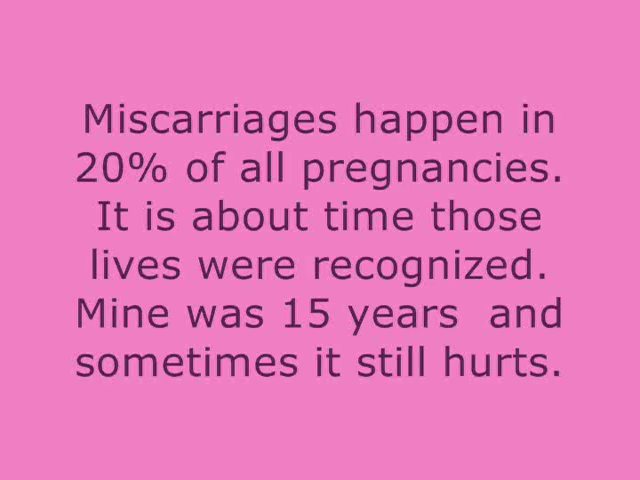 Miscarriages happen in
20% of all pregnancies.
It is about time those
lives were recognized.
Mine was 15 years  and
sometimes it still hurts.